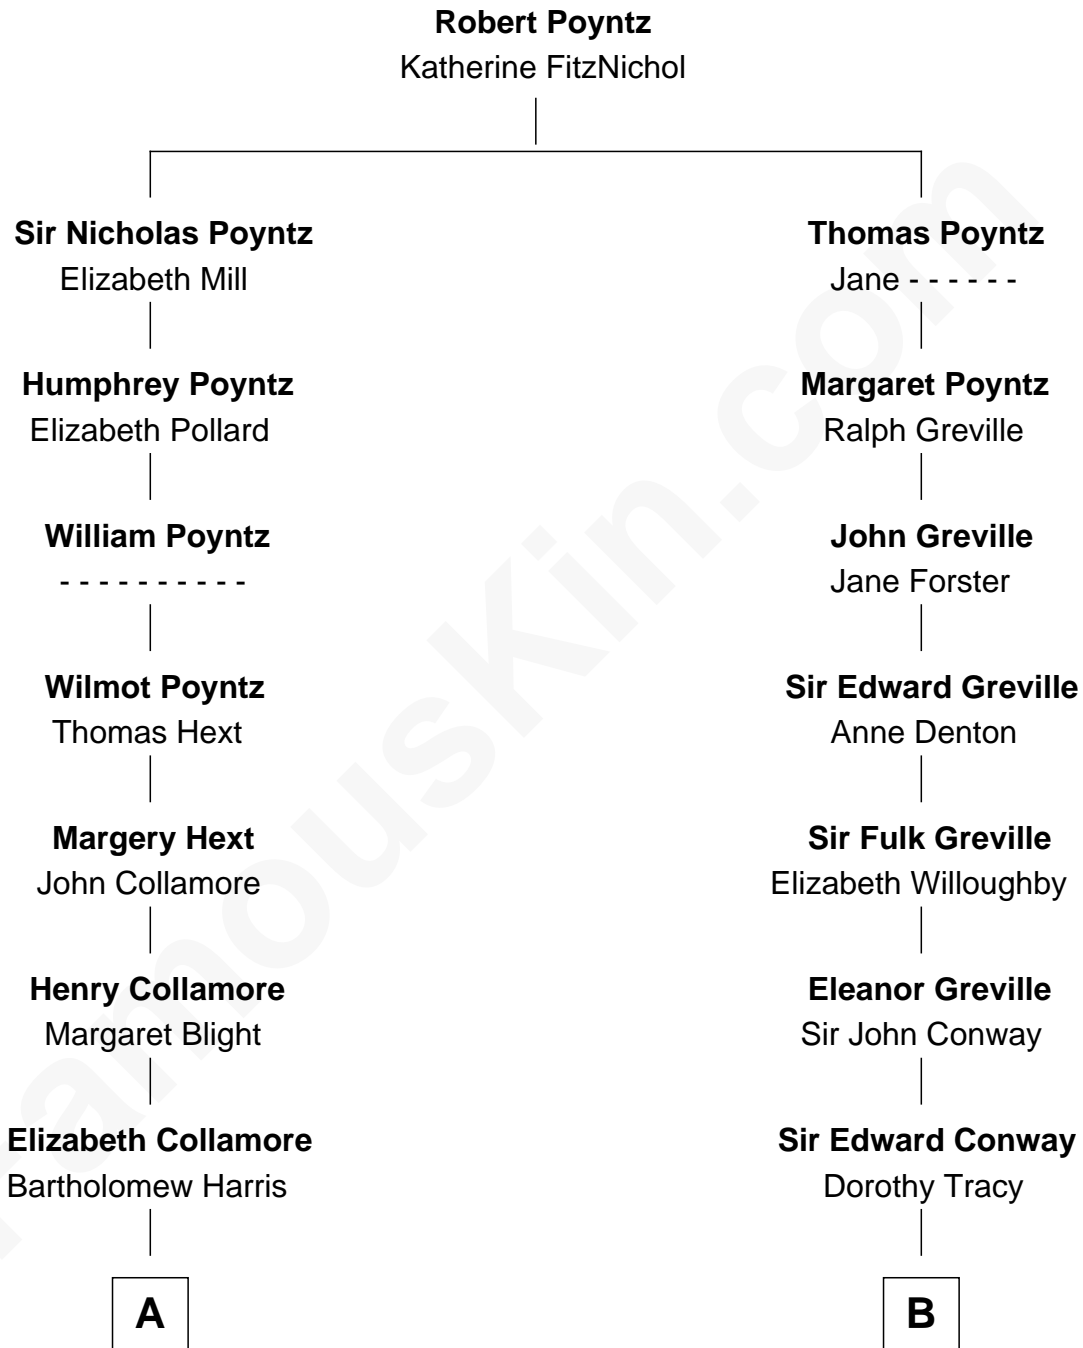 Robert Poyntz
Katherine FitzNichol
Sir Nicholas Poyntz
Elizabeth Mill
Humphrey Poyntz
Elizabeth Pollard
William Poyntz
- - - - - - - - - -
Wilmot Poyntz
Thomas Hext
Margery Hext
John Collamore
Henry Collamore
Margaret Blight
Elizabeth Collamore
Bartholomew Harris
A
Thomas Poyntz
Jane - - - - - -
Margaret Poyntz
Ralph Greville
John Greville
Jane Forster
Sir Edward Greville
Anne Denton
Sir Fulk Greville
Elizabeth Willoughby
Eleanor Greville
Sir John Conway
Sir Edward Conway
Dorothy Tracy
B
FamousKin.com